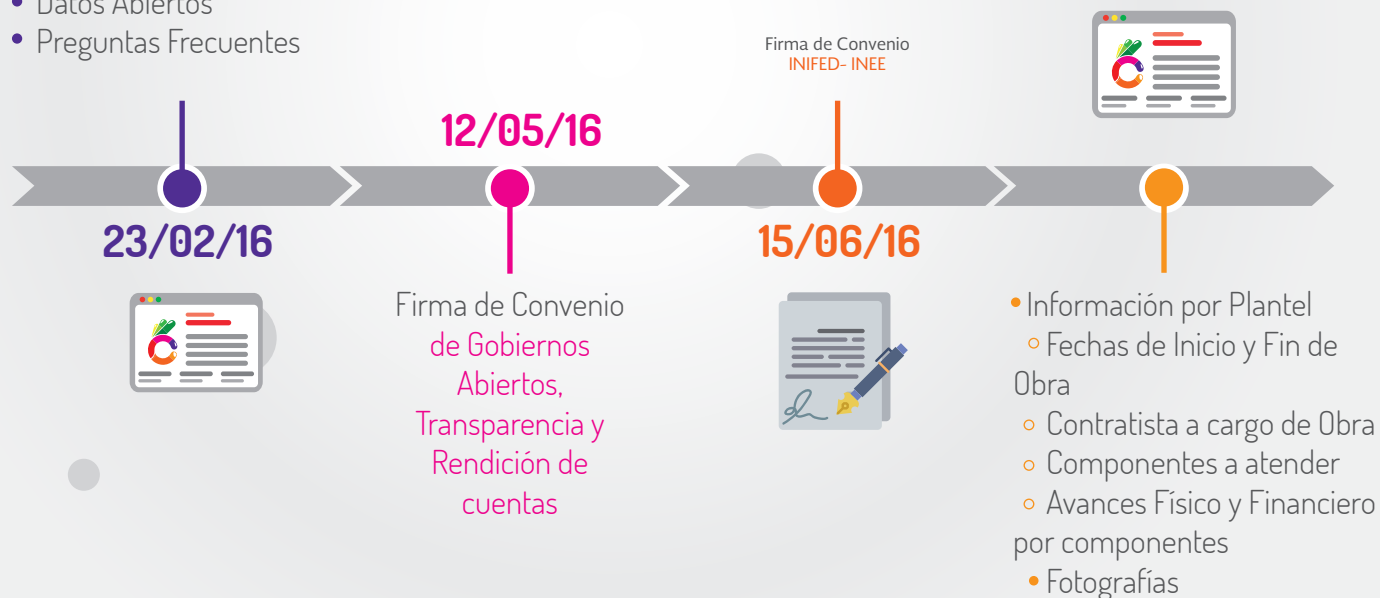 • Datos Abiertos
• Preguntas Frecuentes
23/02/16
12/05/16
Firma de Convenio
de Gobiernos
Abiertos,
Transparencia y
Rendición de
cuentas
Firma de Convenio
INIFED- INEE
15/06/16
• Información por Plantel
○ Fechas de Inicio y Fin de
Obra
○ Contratista a cargo de Obra
○ Componentes a atender
○ Avances Físico y Financiero
por componentes
• Fotografías